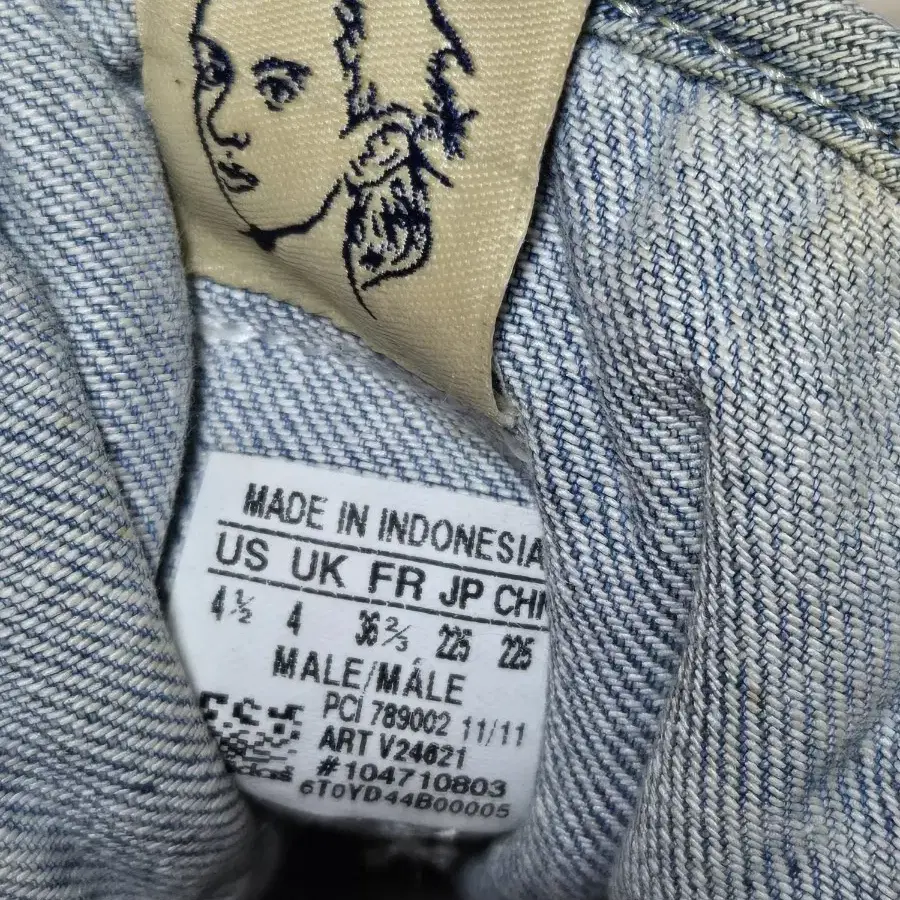 MADE IN INDONESIA
US UK FR JP CHN
4½ 4 36⅔ 225 225
MALE/MÂLE
PCI 789002 11/11
ART V24621
#104710803
6T0YD44B00005